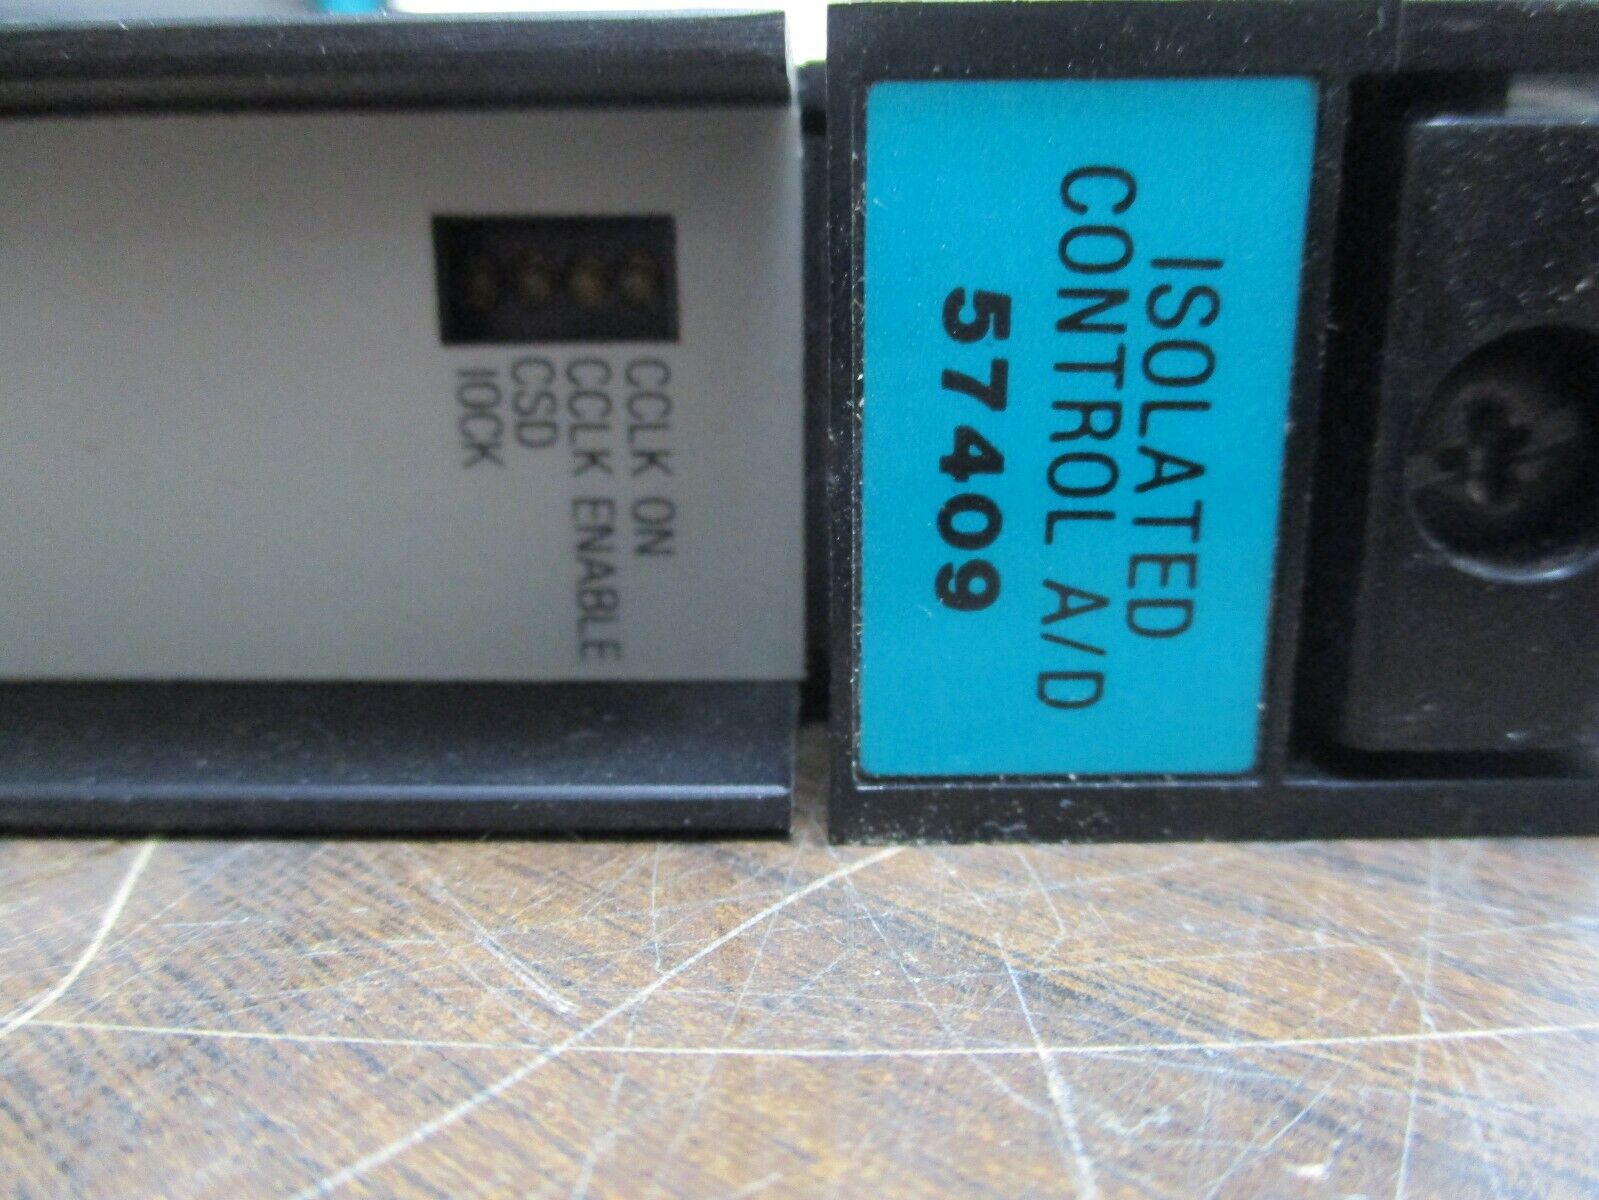 CCLK ON
CCLK ENABLE
CSD
IOCK
ISOLATED
CONTROL A/D
57409